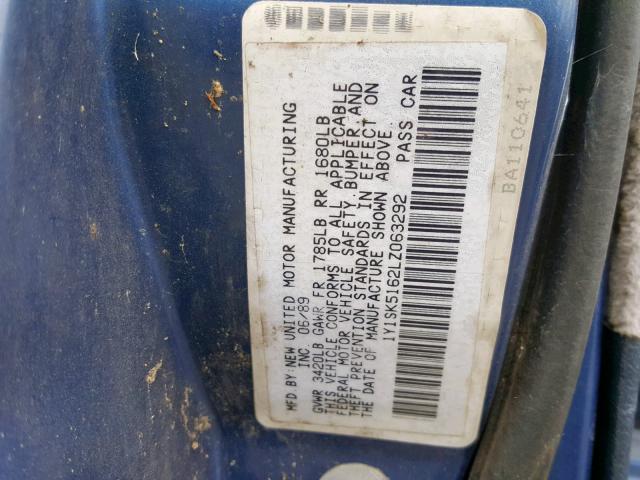 MFD BY NEW UNITED MOTOR MANUFACTURING
INC. 06/89
GVWR 3420LB GAWR FR 1785LB RR 1680LB
THIS VEHICLE CONFORMS TO ALL APPLICABLE
FEDERAL MOTOR VEHICLE SAFETY, BUMPER, AND
THEFT PREVENTION STANDARDS IN EFFECT ON
THE DATE OF MANUFACTURE SHOWN ABOVE.
1Y1SK5162LZ063292 PASS CAR
BA110641